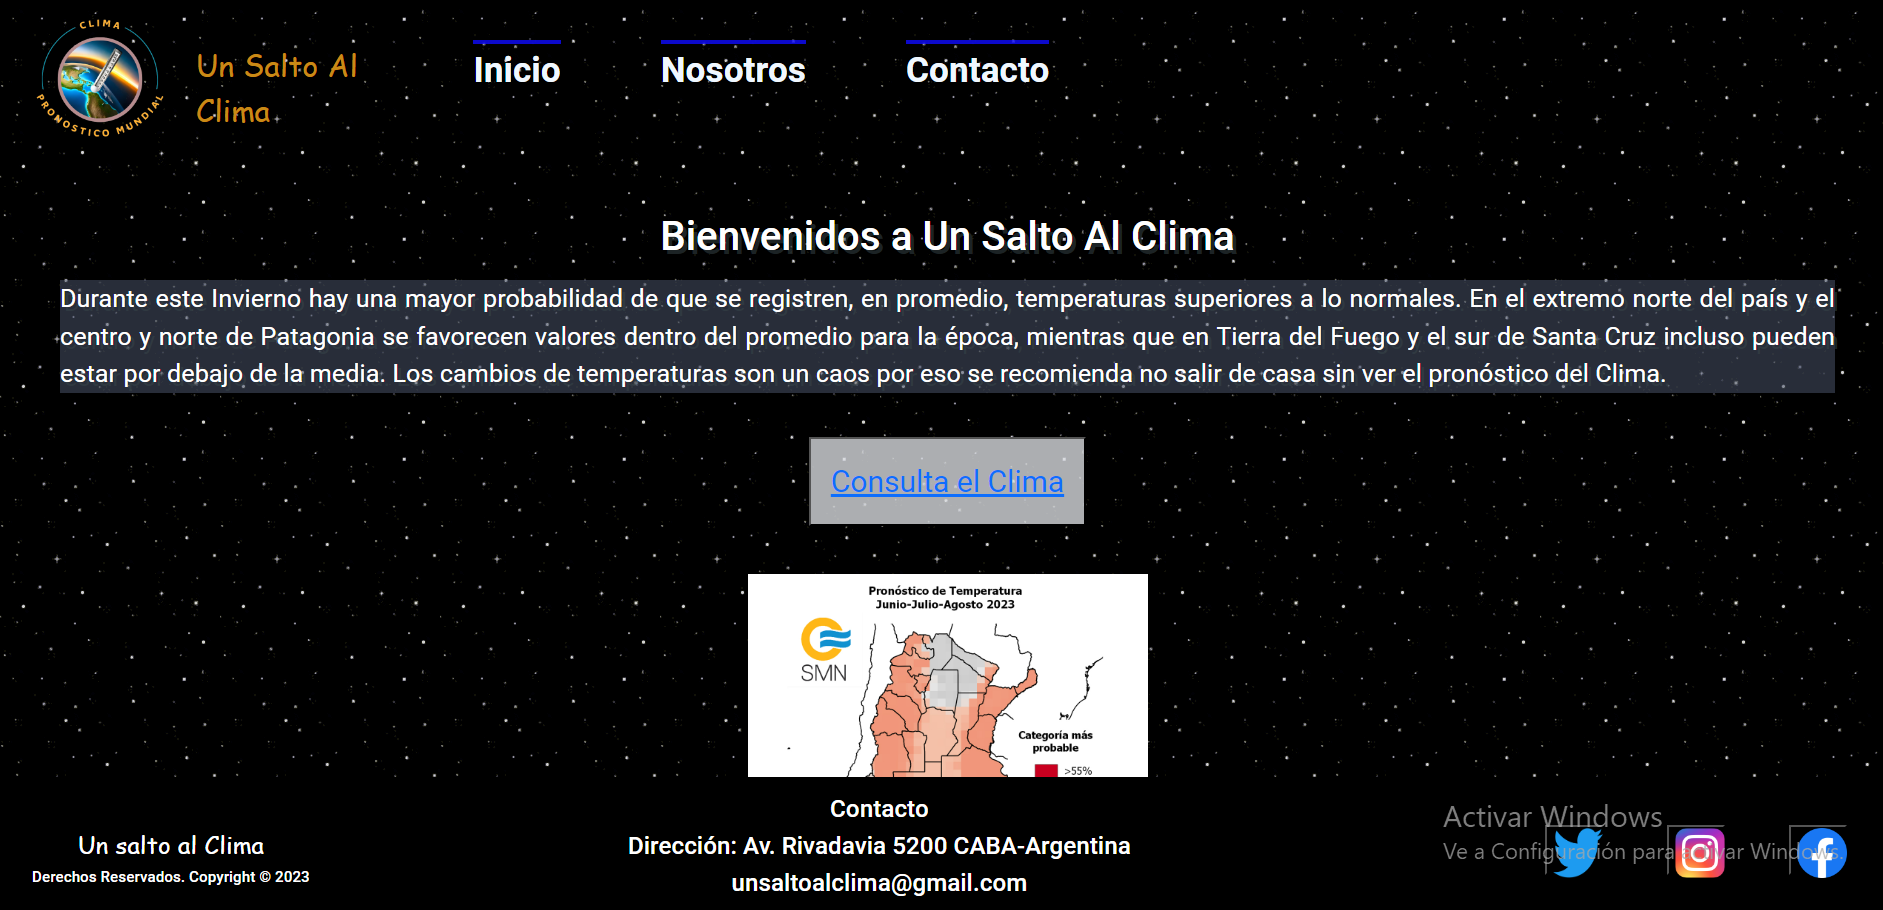 CLIMA
PRONOSTICO MUNDIAL
Un Salto Al
Clima
Inicio
Nosotros
Contacto
Bienvenidos a Un Salto Al Clima
Durante este Invierno hay una mayor probabilidad de que se registren, en promedio, temperaturas superiores a lo normales. En el extremo norte del país y el
centro y norte de Patagonia se favorecen valores dentro del promedio para la época, mientras que en Tierra del Fuego y el sur de Santa Cruz incluso pueden
estar por debajo de la media. Los cambios de temperaturas son un caos por eso se recomienda no salir de casa sin ver el pronóstico del Clima.
Consulta el Clima
Pronóstico de Temperatura
Junio-Julio-Agosto 2023
SMN
Categoría más
probable
>55%
Un salto al Clima
Derechos Reservados. Copyright © 2023
Contacto
Dirección: Av. Rivadavia 5200 CABA-Argentina
unsaltoalclima@gmail.com
Activar Windows
Ve a Configuración para activar Windows.